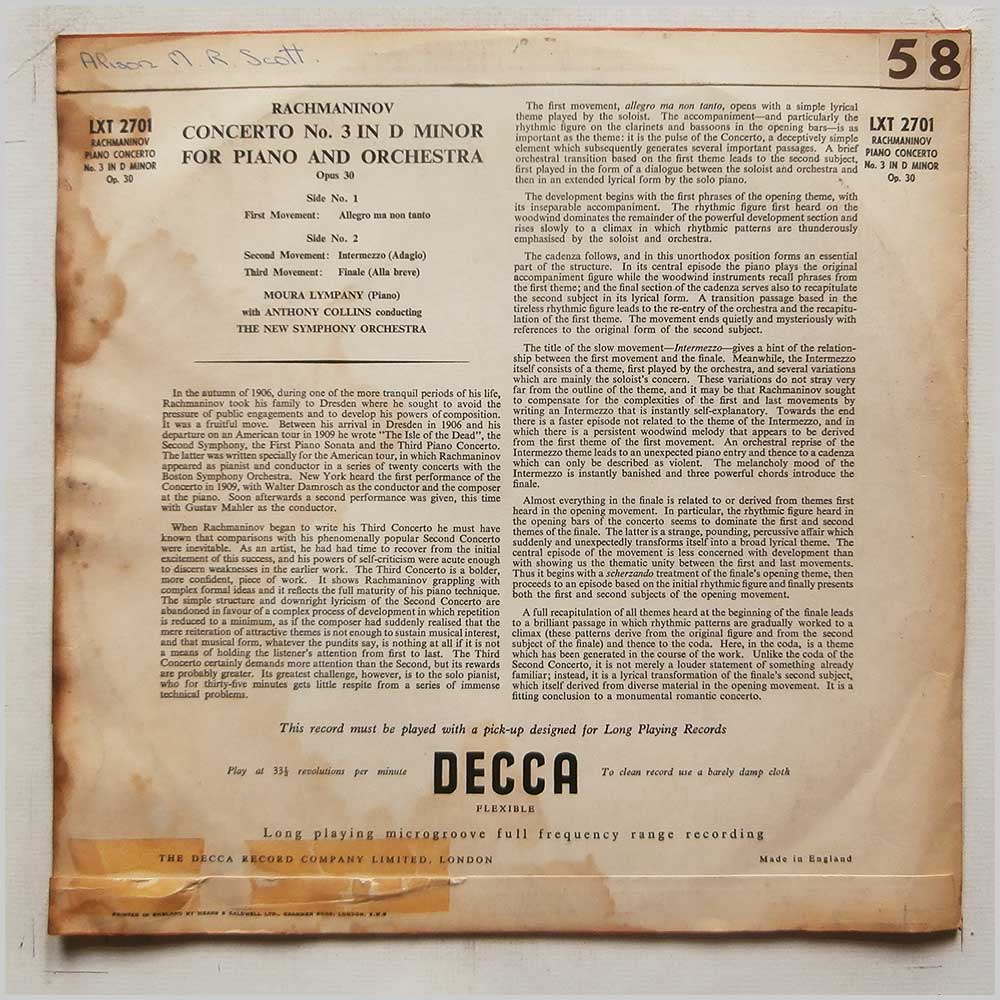 Alison M. R. Scott.
58
LXT 2701
RACHMANINOV
PIANO CONCERTO
No. 3 IN D MINOR
Op. 30
RACHMANINOV
CONCERTO No. 3 IN D MINOR
FOR PIANO AND ORCHESTRA
Opus 30
Side No. 1
First Movement: Allegro ma non tanto
Side No. 2
Second Movement: Intermezzo (Adagio)
Third Movement: Finale (Alla breve)
MOURA LYMPANY (Piano)
with ANTHONY COLLINS conducting
THE NEW SYMPHONY ORCHESTRA
In the autumn of 1906, during one of the more tranquil periods of his life,
Rachmaninov took his family to Dresden where he sought to avoid the
pressure of public engagements and to develop his powers of composition.
It was a fruitful move. Between his arrival in Dresden in 1906 and his
departure on an American tour in 1909 he wrote "The Isle of the Dead", the
Second Symphony, the First Piano Sonata and the Third Piano Concerto.
The latter was written specially for the American tour, in which Rachmaninov
appeared as pianist and conductor in a series of twenty concerts with the
Boston Symphony Orchestra. New York heard the first performance of the
Concerto in 1909, with Walter Damrosch as the conductor and the composer
at the piano. Soon afterwards a second performance was given, this time
with Gustav Mahler as the conductor.
When Rachmaninov began to write his Third Concerto he must have
known that comparisons with his phenomenally popular Second Concerto
were inevitable. As an artist, he had had time to recover from the initial
excitement of this success, and his powers of self-criticism were acute enough
to discern weaknesses in the earlier work. The Third Concerto is a bolder,
more confident, piece of work. It shows Rachmaninov grappling with
complex formal ideas and it reflects the full maturity of his piano technique.
The simple structure and downright lyricism of the Second Concerto are
abandoned in favour of a complex process of development in which repetition
is reduced to a minimum, as if the composer had suddenly realised that the
mere reiteration of attractive themes is not enough to sustain musical interest,
and that musical form, whatever the pundits say, is nothing at all if it is not
a means of holding the listener's attention from first to last. The Third
Concerto certainly demands more attention than the Second, but its rewards
are probably greater. Its greatest challenge, however, is to the solo pianist,
who for thirty-five minutes gets little respite from a series of immense
technical problems.
The first movement, allegro ma non tanto, opens with a simple lyrical
theme played by the soloist. The accompaniment—and particularly the
rhythmic figure on the clarinets and bassoons in the opening bars—is as
important as the theme: it is the pulse of the Concerto, a deceptively simple
element which subsequently generates several important passages. A brief
orchestral transition based on the first theme leads to the second subject,
first played in the form of a dialogue between the soloist and orchestra and
then in an extended lyrical form by the solo piano.
The development begins with the first phrases of the opening theme, with
its inseparable accompaniment. The rhythmic figure first heard on the
woodwind dominates the remainder of the powerful development section and
rises slowly to a climax in which rhythmic patterns are thunderously
emphasised by the soloist and orchestra.
The cadenza follows, and in this unorthodox position forms an essential
part of the structure. In its central episode the piano plays the original
accompaniment figure while the woodwind instruments recall phrases from
the first theme; and the final section of the cadenza serves also to recapitulate
the second subject in its lyrical form. A transition passage based in the
tireless rhythmic figure leads to the re-entry of the orchestra and the recapitu-
lation of the first theme. The movement ends quietly and mysteriously with
references to the original form of the second subject.
The title of the slow movement—Intermezzo—gives a hint of the relation-
ship between the first movement and the finale. Meanwhile, the Intermezzo
itself consists of a theme, first played by the orchestra, and several variations
which are mainly the soloist's concern. These variations do not stray very
far from the outline of the theme, and it may be that Rachmaninov sought
to compensate for the complexities of the first and last movements by
writing an Intermezzo that is instantly self-explanatory. Towards the end
there is a faster episode not related to the theme of the Intermezzo, and in
which there is a persistent woodwind melody that appears to be derived
from the first theme of the first movement. An orchestral reprise of the
Intermezzo theme leads to an unexpected piano entry and thence to a cadenza
which can only be described as violent. The melancholy mood of the
Intermezzo is instantly banished and three powerful chords introduce the
finale.
Almost everything in the finale is related to or derived from themes first
heard in the opening movement. In particular, the rhythmic figure heard in
the opening bars of the concerto seems to dominate the first and second
themes of the finale. The latter is a strange, pounding, percussive affair which
suddenly and unexpectedly transforms itself into a broad lyrical theme. The
central episode of the movement is less concerned with development than
with showing us the thematic unity between the first and last movements.
Thus it begins with a scherzando treatment of the finale's opening theme, then
proceeds to an episode based on the initial rhythmic figure and finally presents
both the first and second subjects of the opening movement.
A full recapitulation of all themes heard at the beginning of the finale leads
to a brilliant passage in which rhythmic patterns are gradually worked to a
climax (these patterns derive from the original figure and from the second
subject of the finale) and thence to the coda. Here, in the coda, is a theme
which has been generated in the course of the work. Unlike the coda of the
Second Concerto, it is not merely a louder statement of something already
familiar; instead, it is a lyrical transformation of the finale's second subject,
which itself derived from diverse material in the opening movement. It is a
fitting conclusion to a monumental romantic concerto.
LXT 2701
RACHMANINOV
PIANO CONCERTO
No. 3 IN D MINOR
Op. 30
This record must be played with a pick-up designed for Long Playing Records
Play at 33⅓ revolutions per minute
DECCA
To clean record use a barely damp cloth
FLEXIBLE
Long playing microgroove full frequency range recording
THE DECCA RECORD COMPANY LIMITED, LONDON
Made in England
PRINTED IN ENGLAND BY LTD., LONDON, S.W.9